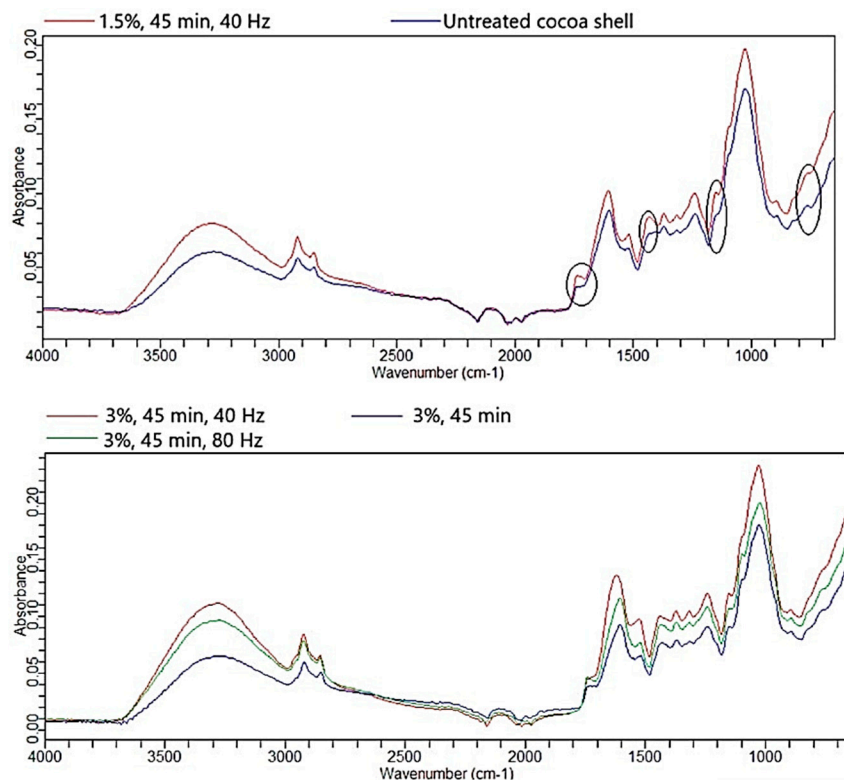 1.5%, 45 min, 40 Hz Untreated cocoa shell
0.20
0.15
0.10
0.05
Absorbance
4000 3500 3000 2500 2000 1500 1000
Wavenumber (cm-1)
3%, 45 min, 40 Hz 3%, 45 min
3%, 45 min, 80 Hz
0.20
0.15
0.10
0.05
0.00
Absorbance
4000 3500 3000 2500 2000 1500 1000
Wavenumber (cm-1)